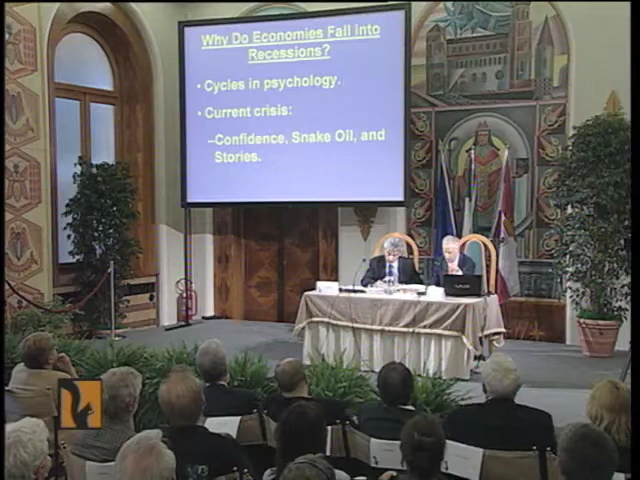 Why Do Economies Fall into
Recessions?
• Cycles in psychology.
• Current crisis:
–Confidence, Snake Oil, and
Stories.